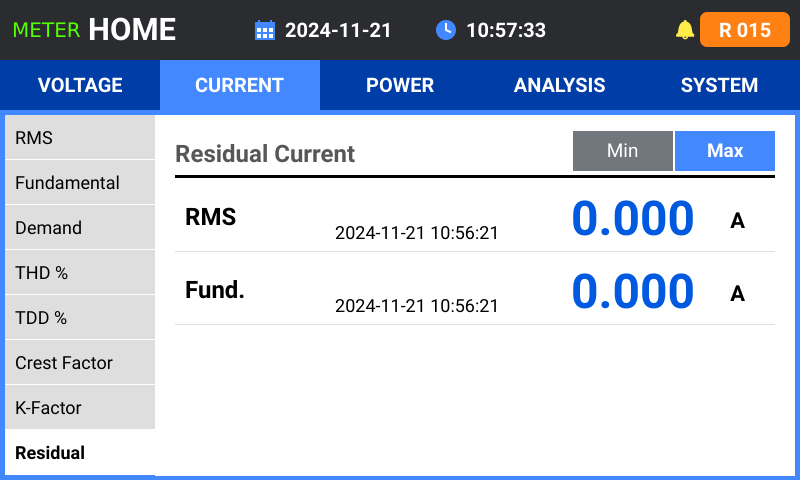 METER HOME 2024-11-21 10:57:33 R 015
VOLTAGE CURRENT POWER ANALYSIS SYSTEM
RMS
Fundamental
Demand
THD %
TDD %
Crest Factor
K-Factor
Residual
Residual Current Min Max
RMS 2024-11-21 10:56:21 0.000 A
Fund. 2024-11-21 10:56:21 0.000 A